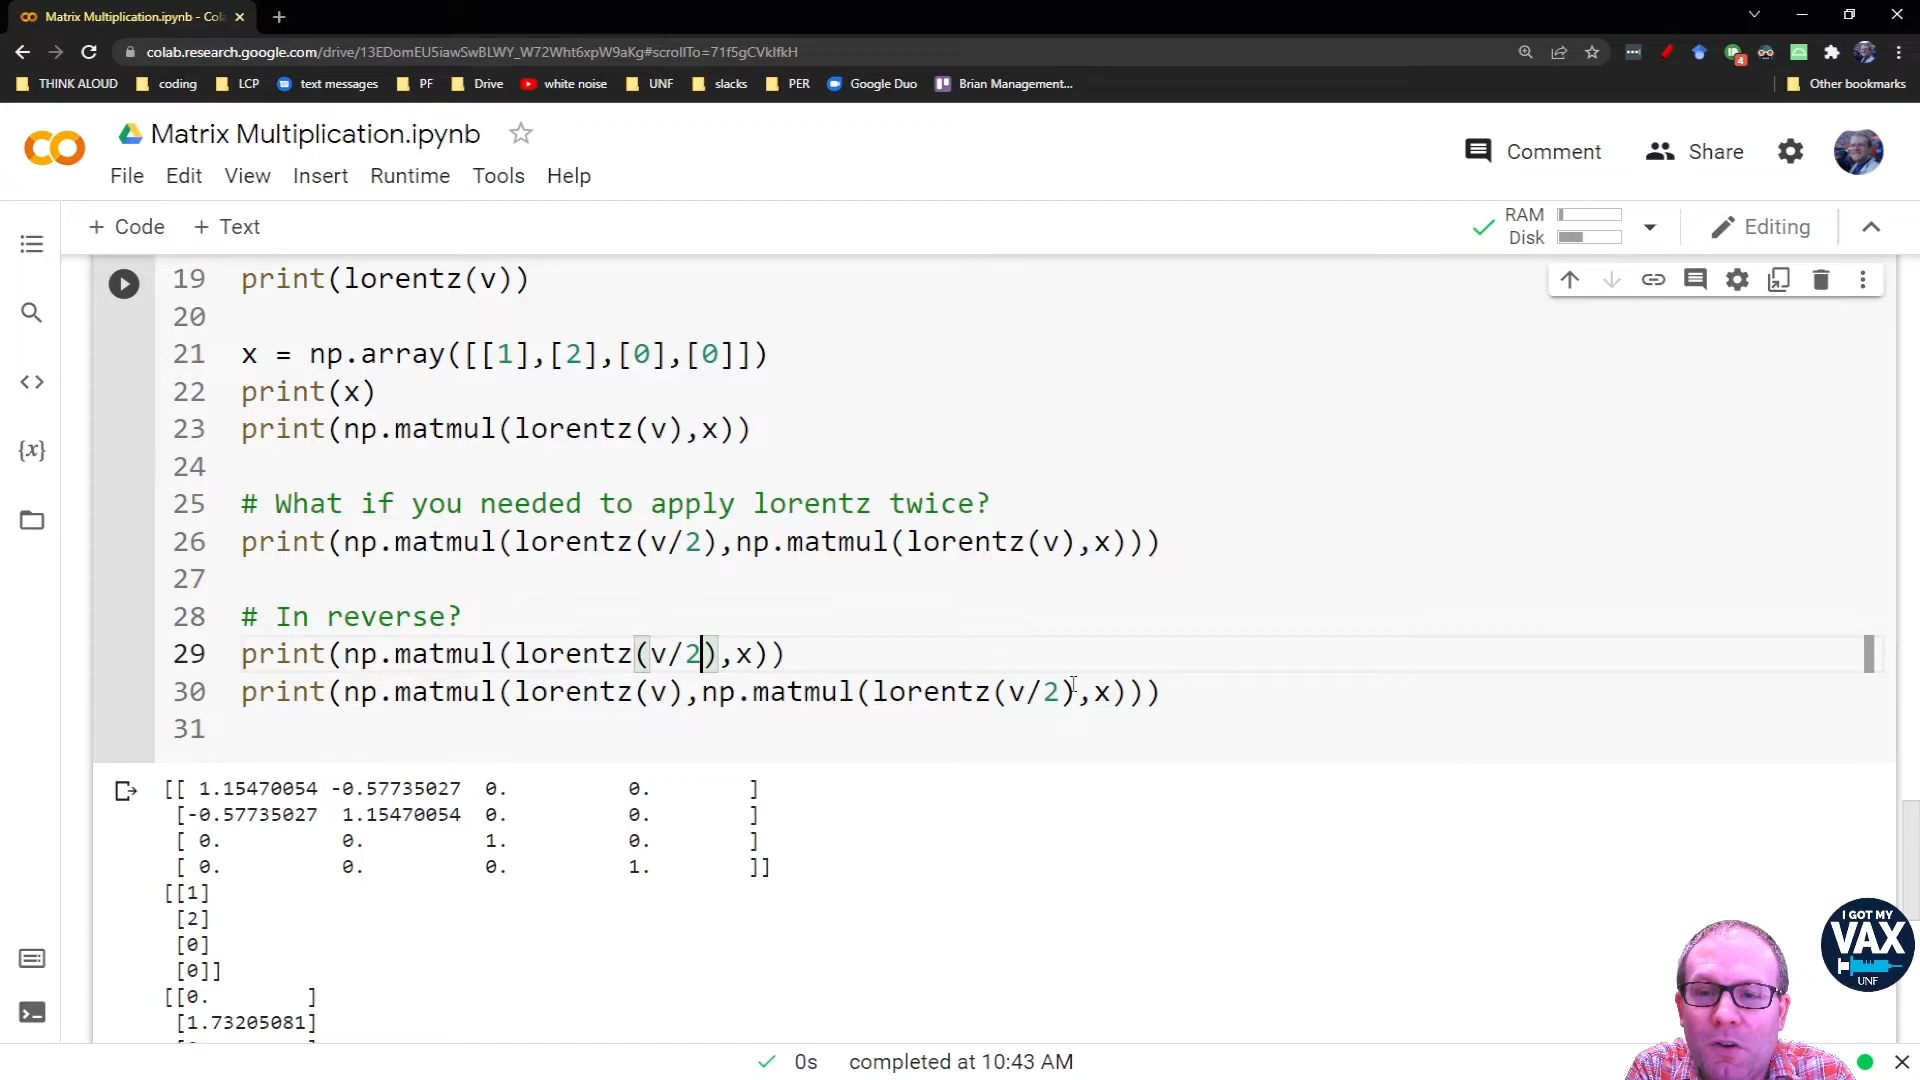 Matrix Multiplication.ipynb - Col
colab.research.google.com/drive/13EDomEU5iawSwBLWY_W72Wht6xpW9aKg#scrollTo=71f5gCVkIfkH
4
THINK ALOUD coding LCP text messages PF Drive white noise UNF slacks PER Google Duo Brian Management... Other bookmarks
Matrix Multiplication.ipynb
Comment Share
File Edit View Insert Runtime Tools Help
+ Code + Text
RAM
Disk
Editing
19 print(lorentz(v))
20
21 x = np.array([[1],[2],[0],[0]])
22 print(x)
23 print(np.matmul(lorentz(v),x))
24
25 # What if you needed to apply lorentz twice?
26 print(np.matmul(lorentz(v/2),np.matmul(lorentz(v),x)))
27
28 # In reverse?
29 print(np.matmul(lorentz(v/2),x))
30 print(np.matmul(lorentz(v),np.matmul(lorentz(v/2),x)))
31
[[ 1.15470054 -0.57735027 0. 0. ]
[-0.57735027 1.15470054 0. 0. ]
[ 0. 0. 1. 0. ]
[ 0. 0. 0. 1. ]]
[[1]
[2]
[0]
[0]]
[[0. ]
[1.73205081]
I GOT MY
VAX
UNF
0s completed at 10:43 AM